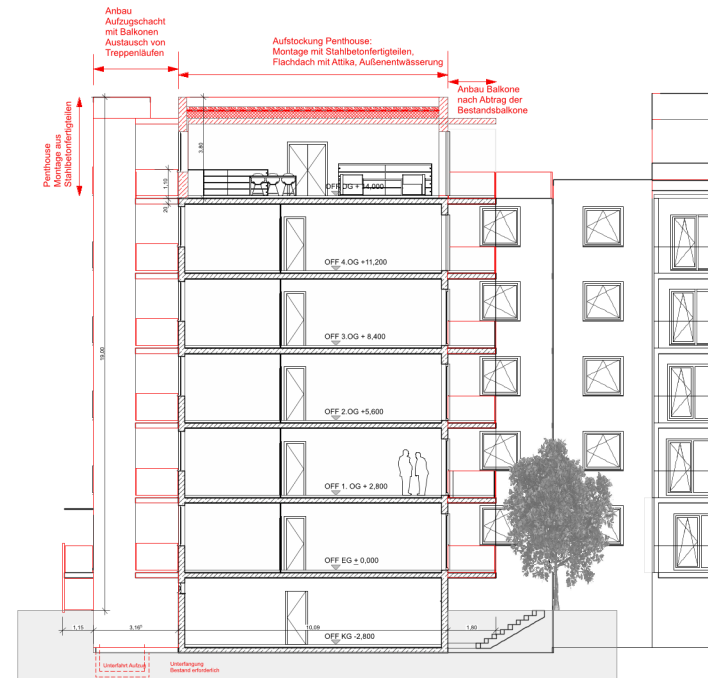 Anbau
Aufzugschacht
mit Balkonen
Austausch von
Treppenläufen
Aufstockung Penthouse:
Montage mit Stahlbetonfertigteilen,
Flachdach mit Attika, Außenentwässerung
Anbau Balkone
nach Abtrag der
Bestandsbalkone
Penthouse
Montage aus
Stahlbetonfertigteilen
3,80
1,10
20
19,00
OG + 14,000
OFF 4.OG +11,200
OFF 3.OG + 8,400
OFF 2.OG +5,600
OFF 1. OG + 2,800
OFF EG ± 0,000
1,15
3,16⁵
10,09
1,80
OFF KG -2,800
Unterfahrt Aufzug
Unterfangung
Bestand erforderlich